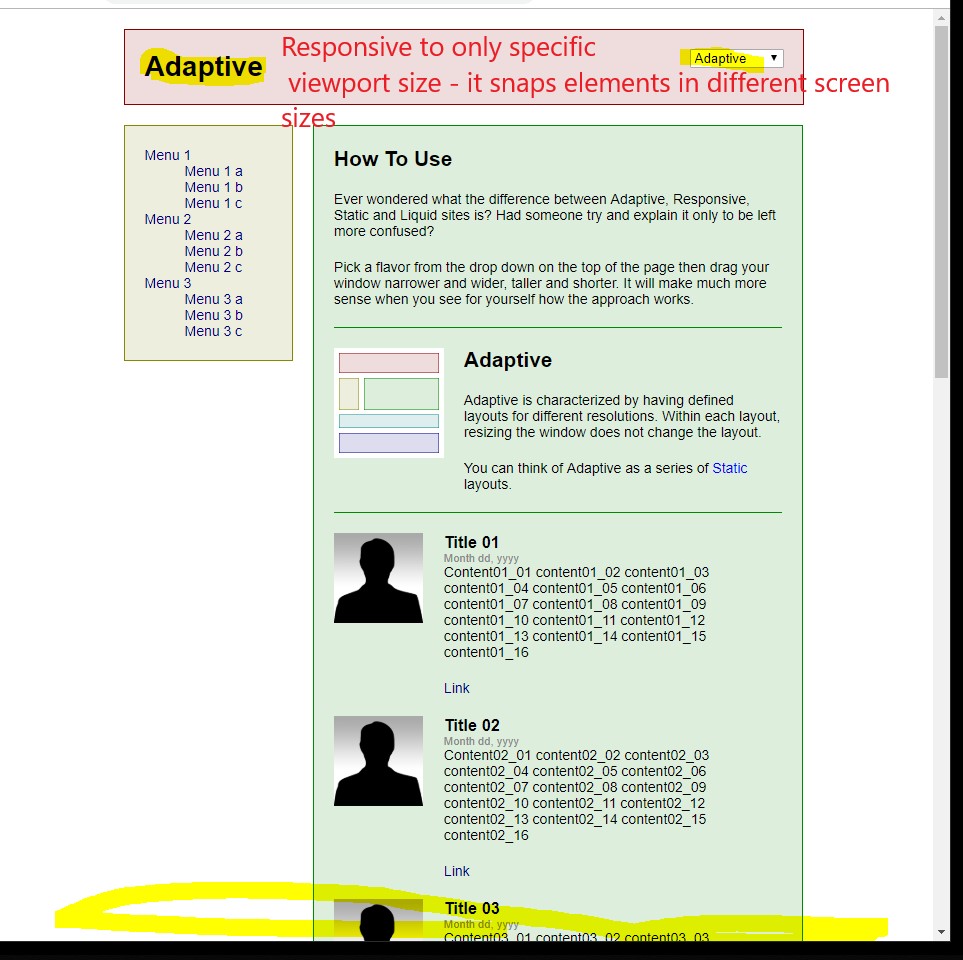 Adaptive
Responsive to only specific
viewport size - it snaps elements in different screen
sizes
Adaptive
Menu 1
Menu 1 a
Menu 1 b
Menu 1 c
Menu 2
Menu 2 a
Menu 2 b
Menu 2 c
Menu 3
Menu 3 a
Menu 3 b
Menu 3 c
How To Use
Ever wondered what the difference between Adaptive, Responsive,
Static and Liquid sites is? Had someone try and explain it only to be left
more confused?
Pick a flavor from the drop down on the top of the page then drag your
window narrower and wider, taller and shorter. It will make much more
sense when you see for yourself how the approach works.
Adaptive
Adaptive is characterized by having defined
layouts for different resolutions. Within each layout,
resizing the window does not change the layout.
You can think of Adaptive as a series of Static
layouts.
Title 01
Month dd, yyyy
Content01_01 content01_02 content01_03
content01_04 content01_05 content01_06
content01_07 content01_08 content01_09
content01_10 content01_11 content01_12
content01_13 content01_14 content01_15
content01_16
Link
Title 02
Month dd, yyyy
Content02_01 content02_02 content02_03
content02_04 content02_05 content02_06
content02_07 content02_08 content02_09
content02_10 content02_11 content02_12
content02_13 content02_14 content02_15
content02_16
Link
Title 03
Month dd, yyyy
Content03_01 content03_02 content03_03